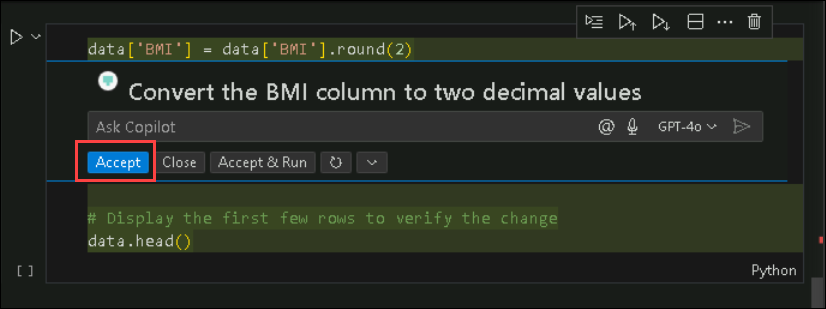 data['BMI'] = data['BMI'].round(2)
Convert the BMI column to two decimal values
Ask Copilot
@
GPT-4o
Accept Close Accept & Run
# Display the first few rows to verify the change
data.head()
[ ]
Python